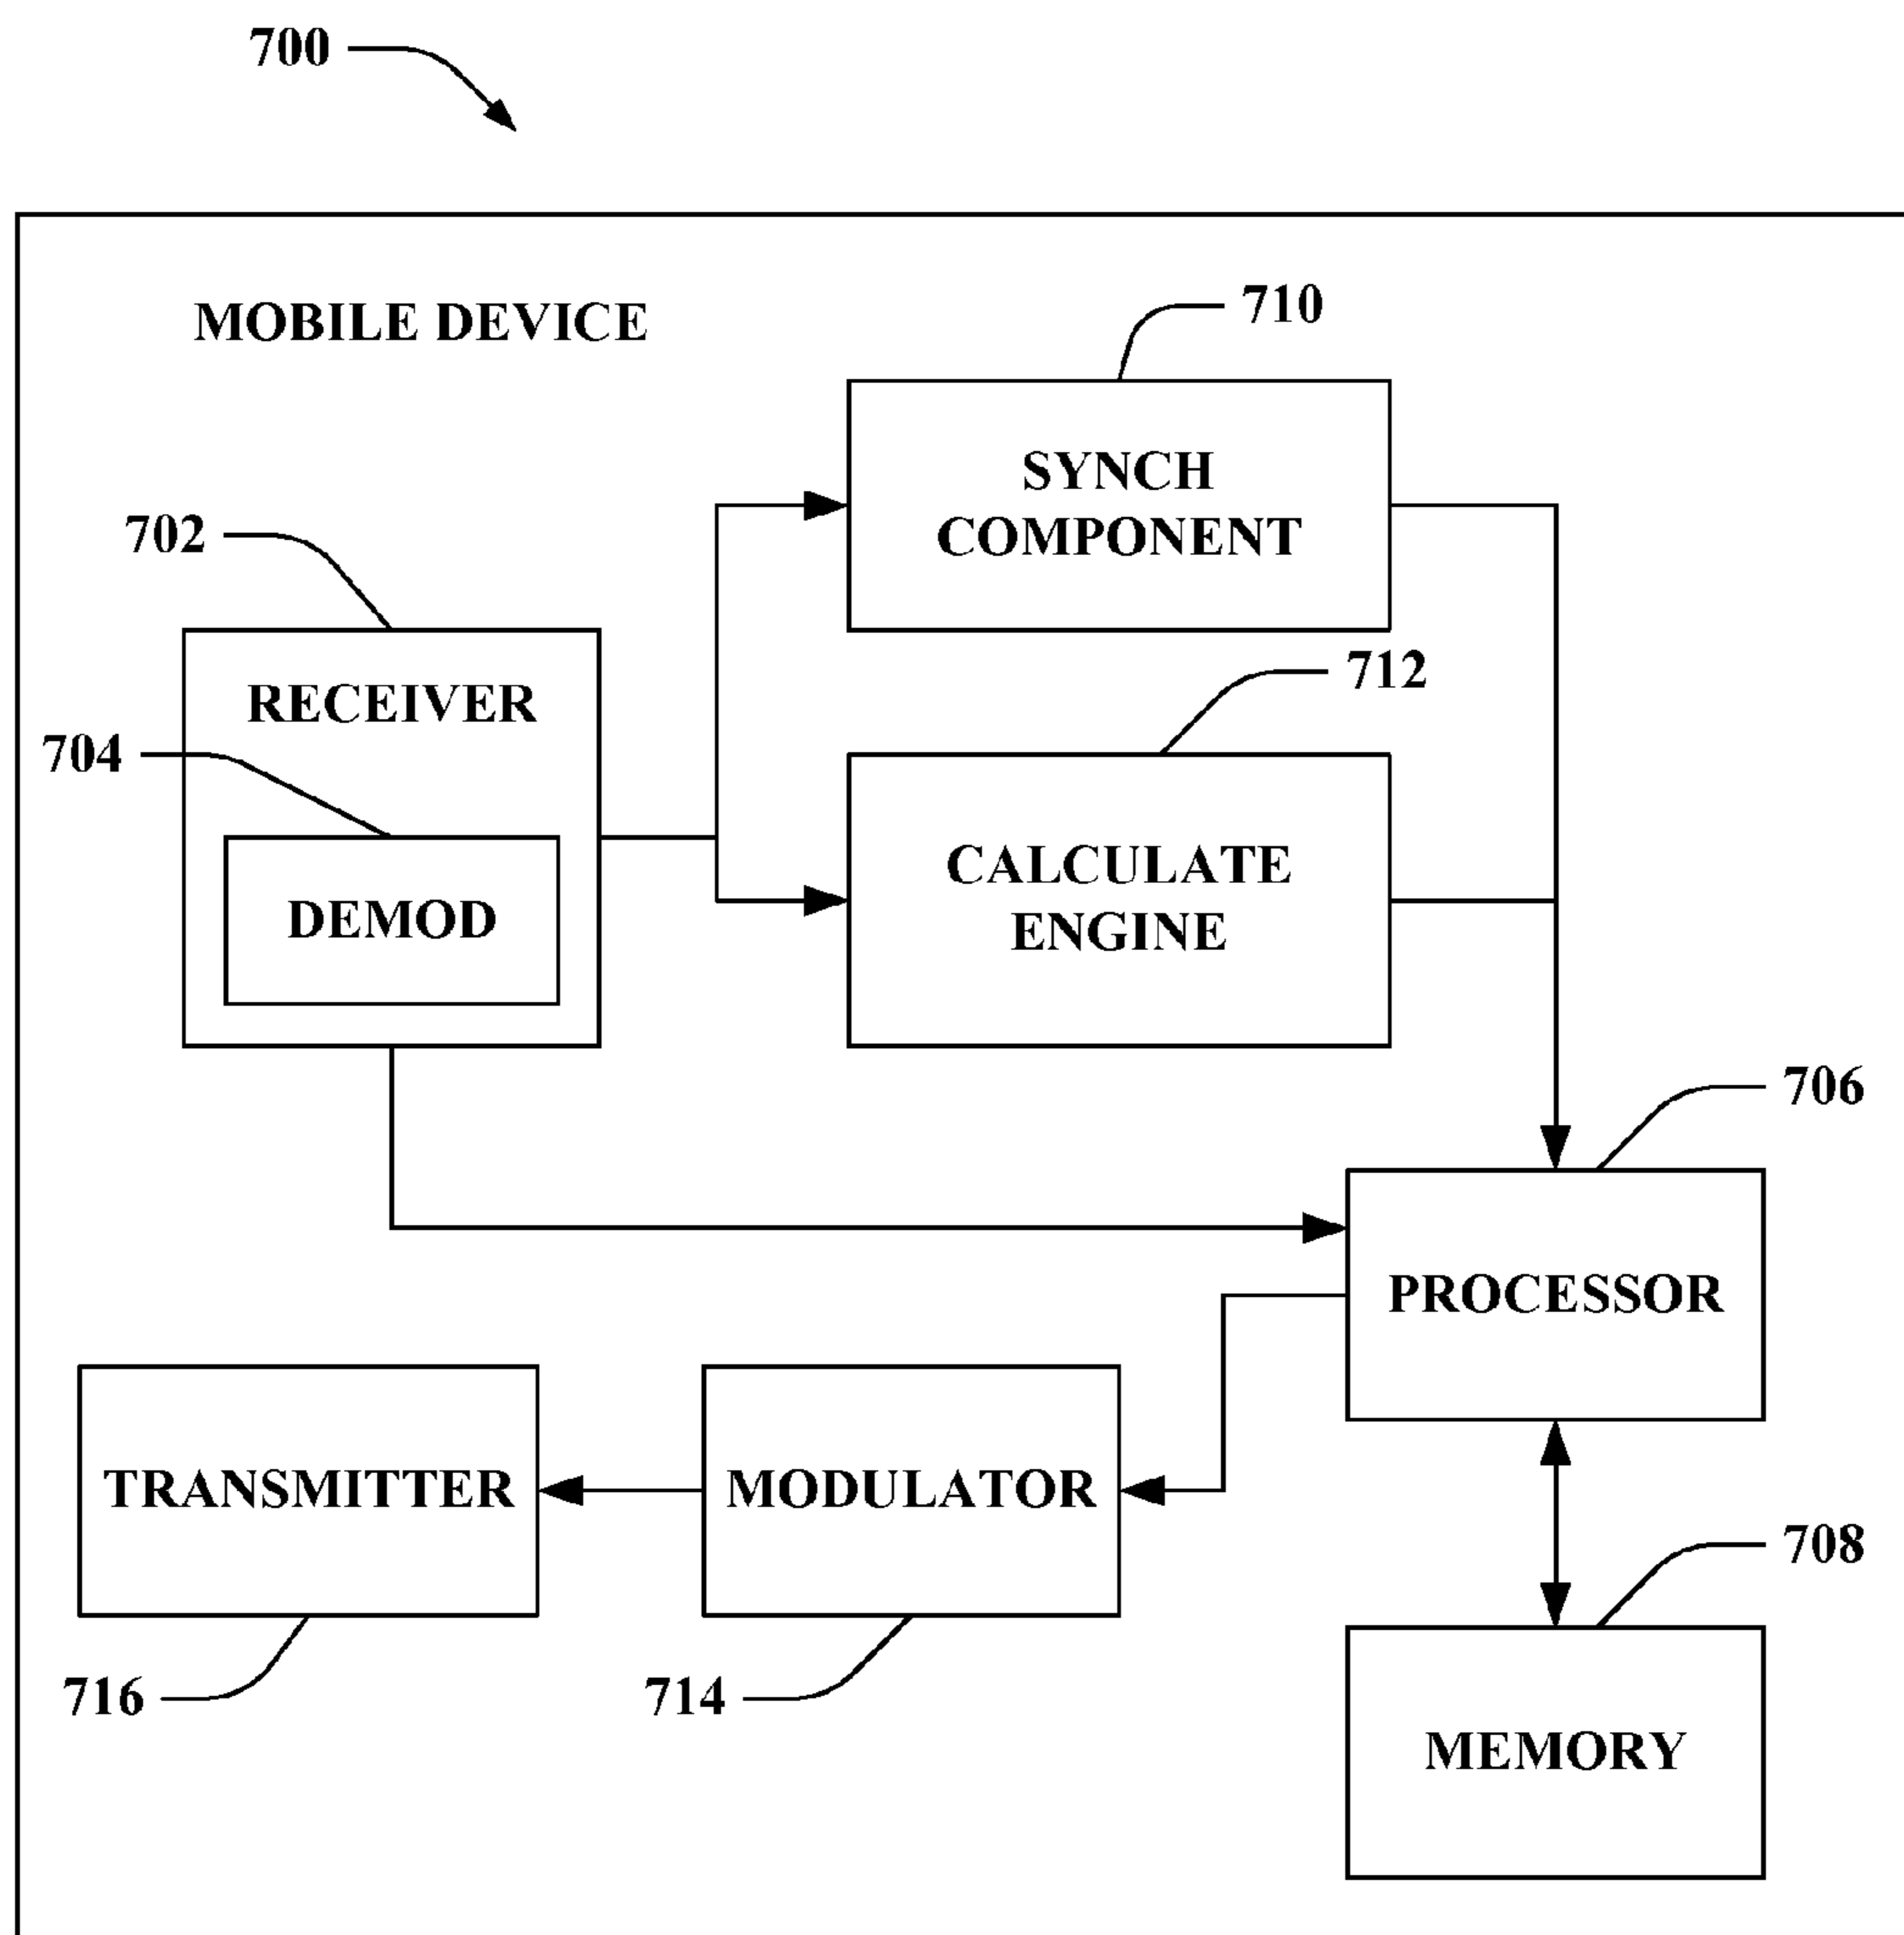 700
MOBILE DEVICE
710
SYNCH
COMPONENT
702
RECEIVER
712
704
DEMOD
CALCULATE
ENGINE
706
PROCESSOR
TRANSMITTER
MODULATOR
708
716
714
MEMORY